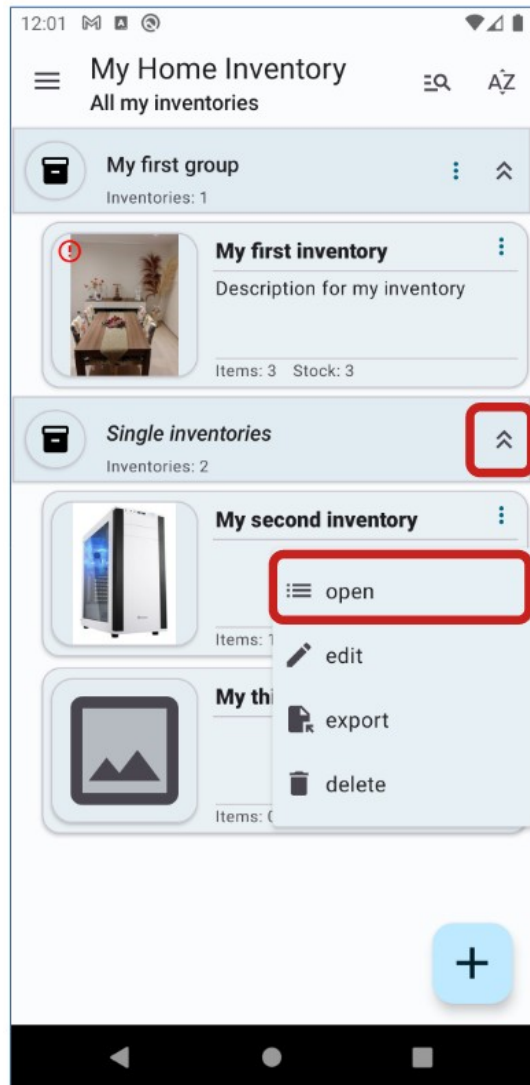 12:01
My Home Inventory
All my inventories
AZ
My first group
Inventories: 1
My first inventory
Description for my inventory
Items: 3 Stock: 3
Single inventories
Inventories: 2
My second inventory
open
Items: 1
edit
My thi
export
delete
Items: 0